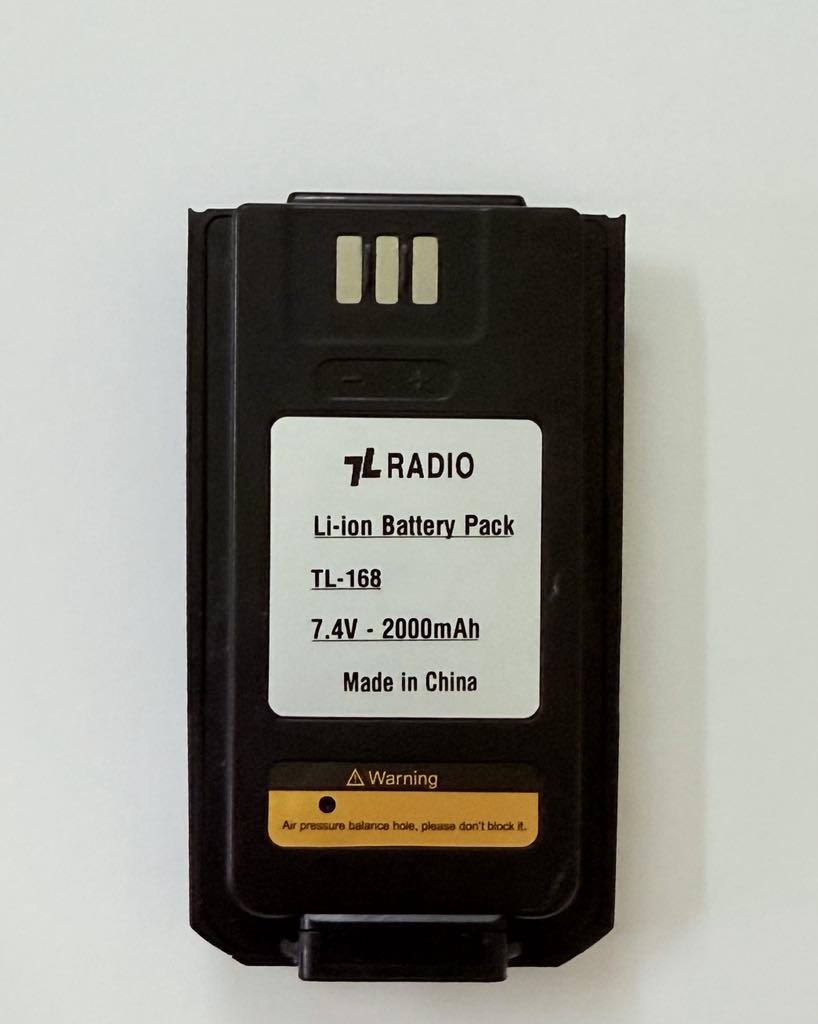 - +
TL RADIO
Li-ion Battery Pack
TL-168
7.4V - 2000mAh
Made in China
⚠ Warning
Air pressure balance hole, please don't block it.